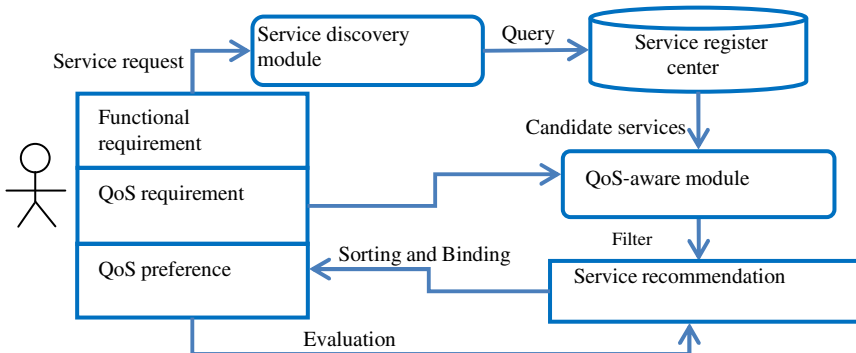 Service discovery
module
Query
Service register
center
Service request
Functional
requirement
Candidate services
QoS requirement
QoS-aware module
Filter
QoS preference
Sorting and Binding
Service recommendation
Evaluation